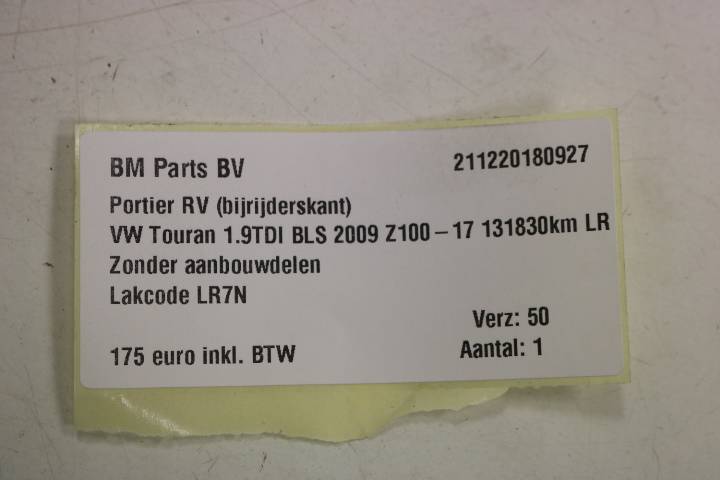 BM Parts BV 211220180927
Portier RV (bijrijderskant)
VW Touran 1.9TDI BLS 2009 Z100-17 131830km LR
Zonder aanbouwdelen
Lakcode LR7N
Verz: 50
175 euro inkl. BTW Aantal: 1